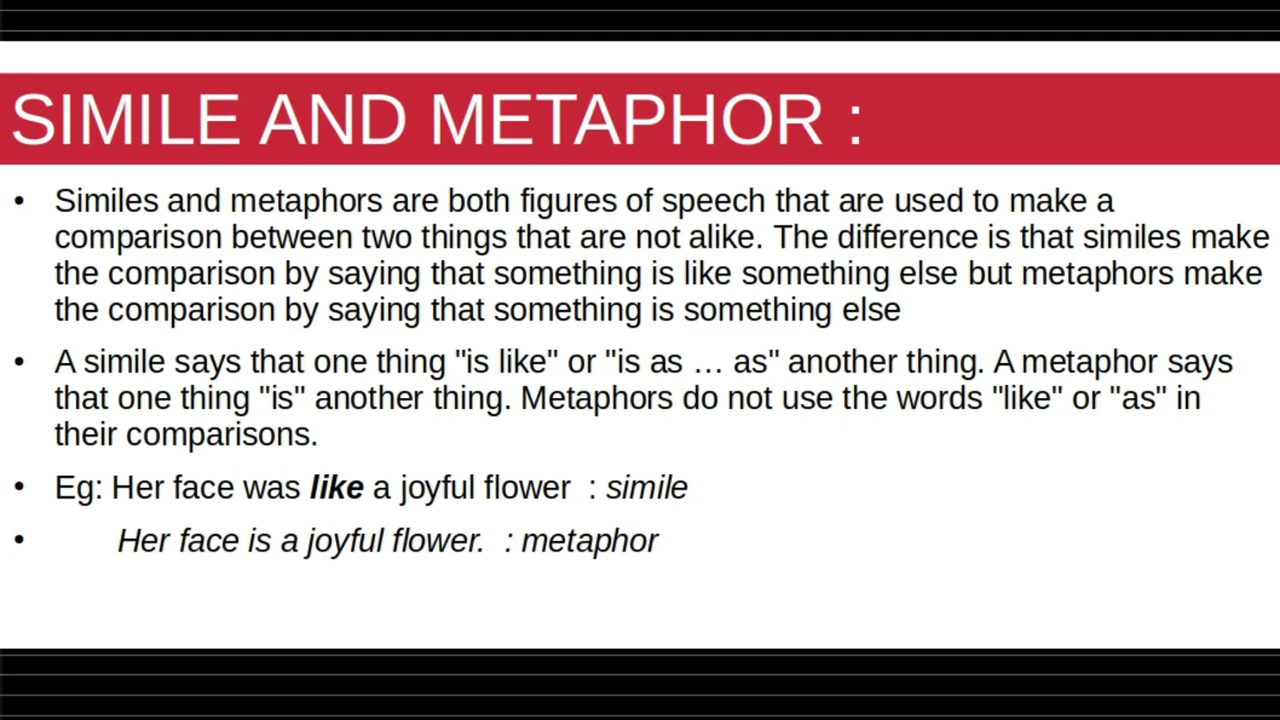 SIMILE AND METAPHOR :
• Similes and metaphors are both figures of speech that are used to make a
comparison between two things that are not alike. The difference is that similes make
the comparison by saying that something is like something else but metaphors make
the comparison by saying that something is something else
• A simile says that one thing "is like" or "is as … as" another thing. A metaphor says
that one thing "is" another thing. Metaphors do not use the words "like" or "as" in
their comparisons.
• Eg: Her face was like a joyful flower : simile
• Her face is a joyful flower. : metaphor